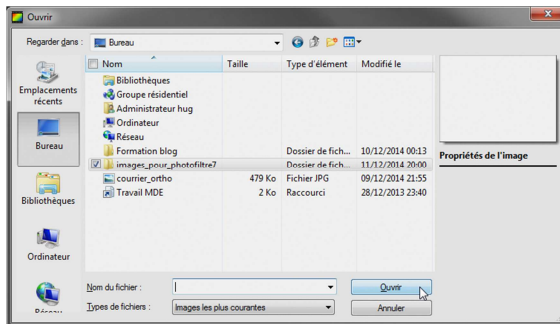 Ouvrir
Regarder dans :
Bureau
Nom Taille Type d'élément Modifié le
Emplacements
récents
Bureau
Bibliothèques
Ordinateur
Réseau
Bibliothèques
Groupe résidentiel
Administrateur hug
Ordinateur
Réseau
Formation blog Dossier de fich... 10/12/2014 00:13
images_pour_photofiltre7 Dossier de fich... 11/12/2014 20:00
courrier_ortho 479 Ko Fichier JPG 09/12/2014 21:55
Travail MDE 2 Ko Raccourci 28/12/2013 23:40
Propriétés de l'image
Nom du fichier :
Ouvrir
Types de fichiers : Images les plus courantes
Annuler